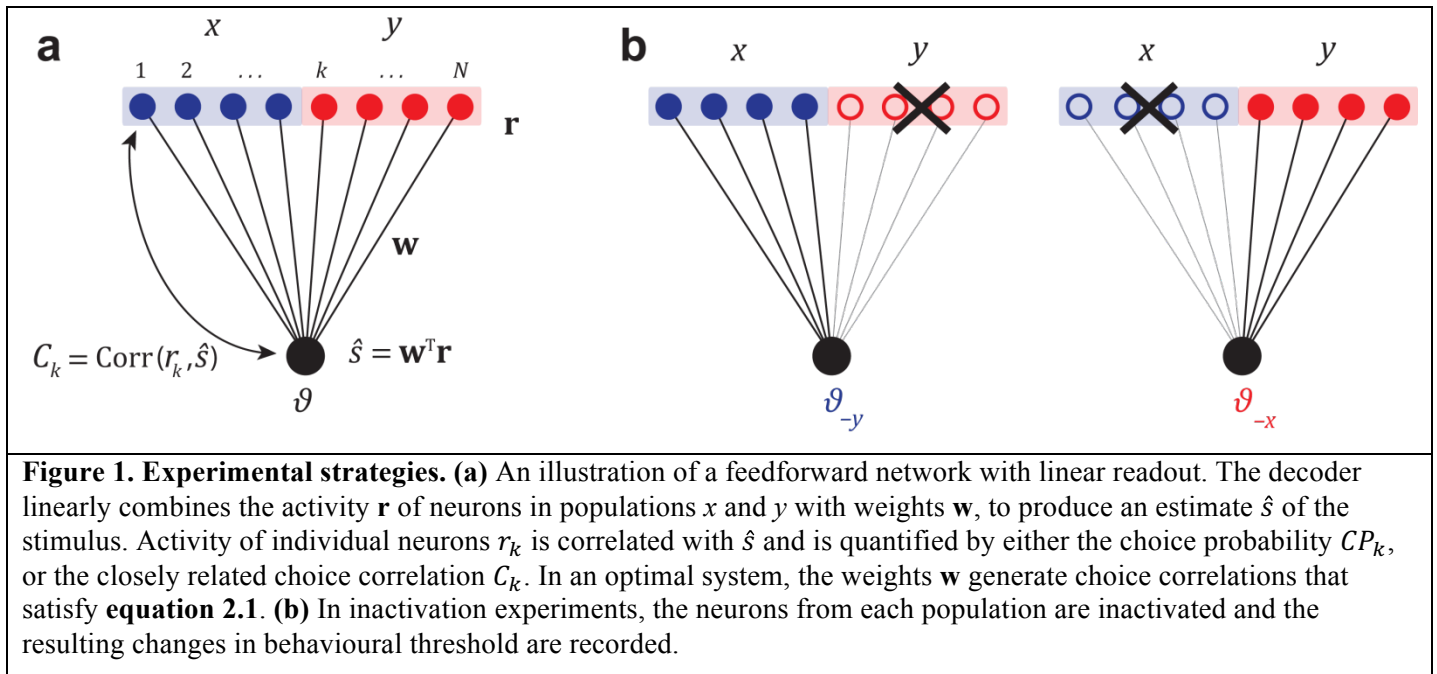 a
x y
1 2 ... k ... N
r
w
C_k = Corr(r_k, ŝ)
ŝ = wᵀr
ϑ
b
x y
ϑ_{−y}
x y
ϑ_{−x}
Figure 1. Experimental strategies. (a) An illustration of a feedforward network with linear readout. The decoder
linearly combines the activity r of neurons in populations x and y with weights w, to produce an estimate ŝ of the
stimulus. Activity of individual neurons r_k is correlated with ŝ and is quantified by either the choice probability CP_k,
or the closely related choice correlation C_k. In an optimal system, the weights w generate choice correlations that
satisfy equation 2.1. (b) In inactivation experiments, the neurons from each population are inactivated and the
resulting changes in behavioural threshold are recorded.